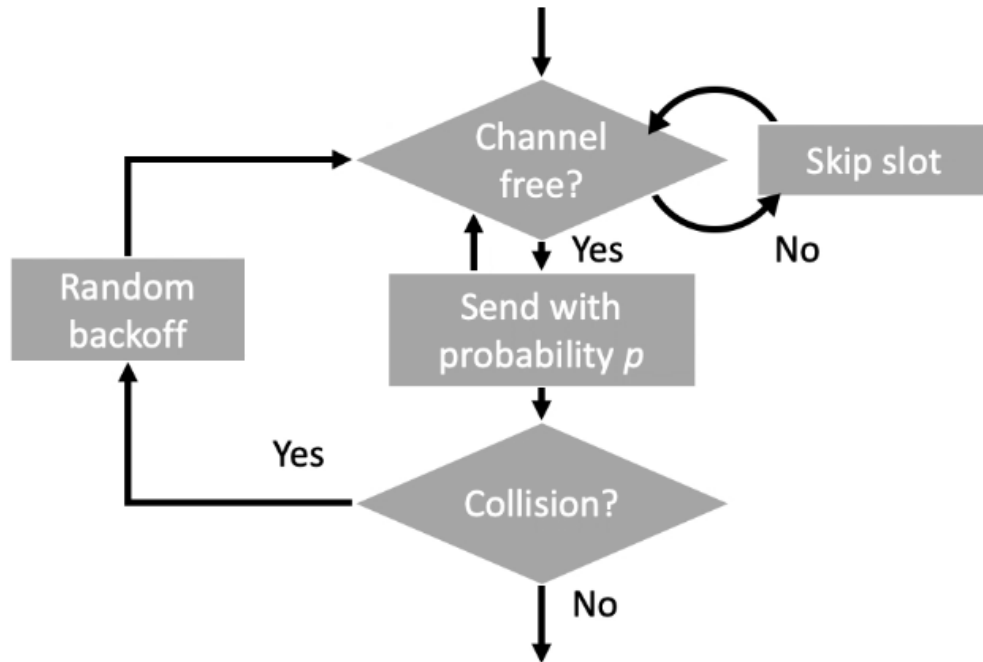 Channel
free?
Skip slot
Yes
No
Random
backoff
Send with
probability p
Yes
Collision?
No